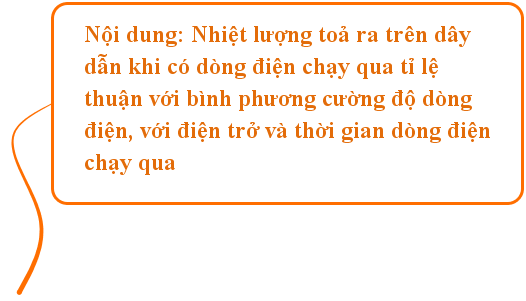 Nội dung: Nhiệt lượng toả ra trên dây
dẫn khi có dòng điện chạy qua tỉ lệ
thuận với bình phương cường độ dòng
điện, với điện trở và thời gian dòng điện
chạy qua